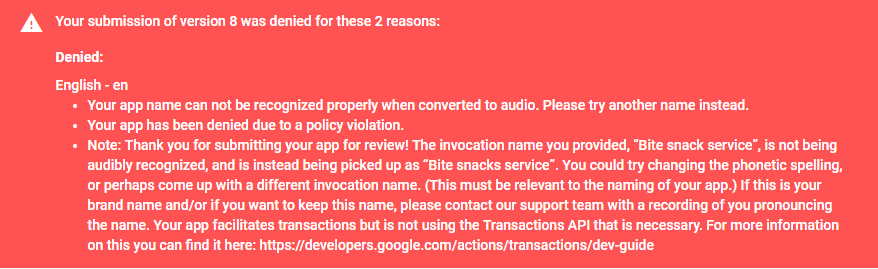 Your submission of version 8 was denied for these 2 reasons:
Denied:
English - en
• Your app name can not be recognized properly when converted to audio. Please try another name instead.
• Your app has been denied due to a policy violation.
• Note: Thank you for submitting your app for review! The invocation name you provided, “Bite snack service”, is not being
audibly recognized, and is instead being picked up as “Bite snacks service”. You could try changing the phonetic spelling,
or perhaps come up with a different invocation name. (This must be relevant to the naming of your app.) If this is your
brand name and/or if you want to keep this name, please contact our support team with a recording of you pronouncing
the name. Your app facilitates transactions but is not using the Transactions API that is necessary. For more information
on this you can find it here: https://developers.google.com/actions/transactions/dev-guide